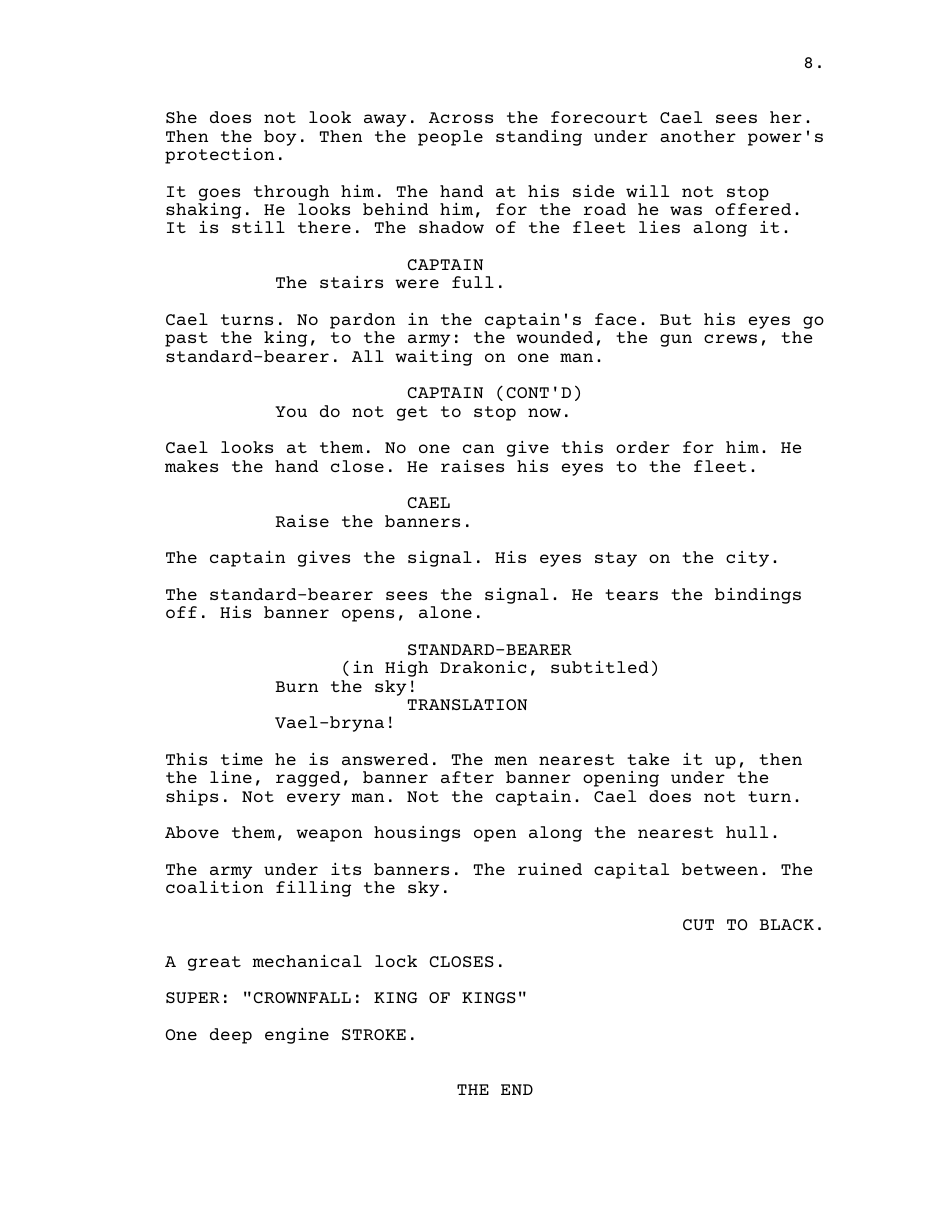 8.
She does not look away. Across the forecourt Cael sees her.
Then the boy. Then the people standing under another power's
protection.
It goes through him. The hand at his side will not stop
shaking. He looks behind him, for the road he was offered.
It is still there. The shadow of the fleet lies along it.
CAPTAIN
The stairs were full.
Cael turns. No pardon in the captain's face. But his eyes go
past the king, to the army: the wounded, the gun crews, the
standard-bearer. All waiting on one man.
CAPTAIN (CONT'D)
You do not get to stop now.
Cael looks at them. No one can give this order for him. He
makes the hand close. He raises his eyes to the fleet.
CAEL
Raise the banners.
The captain gives the signal. His eyes stay on the city.
The standard-bearer sees the signal. He tears the bindings
off. His banner opens, alone.
STANDARD-BEARER
(in High Drakonic, subtitled)
Burn the sky!
TRANSLATION
Vael-bryna!
This time he is answered. The men nearest take it up, then
the line, ragged, banner after banner opening under the
ships. Not every man. Not the captain. Cael does not turn.
Above them, weapon housings open along the nearest hull.
The army under its banners. The ruined capital between. The
coalition filling the sky.
CUT TO BLACK.
A great mechanical lock CLOSES.
SUPER: "CROWNFALL: KING OF KINGS"
One deep engine STROKE.
THE END